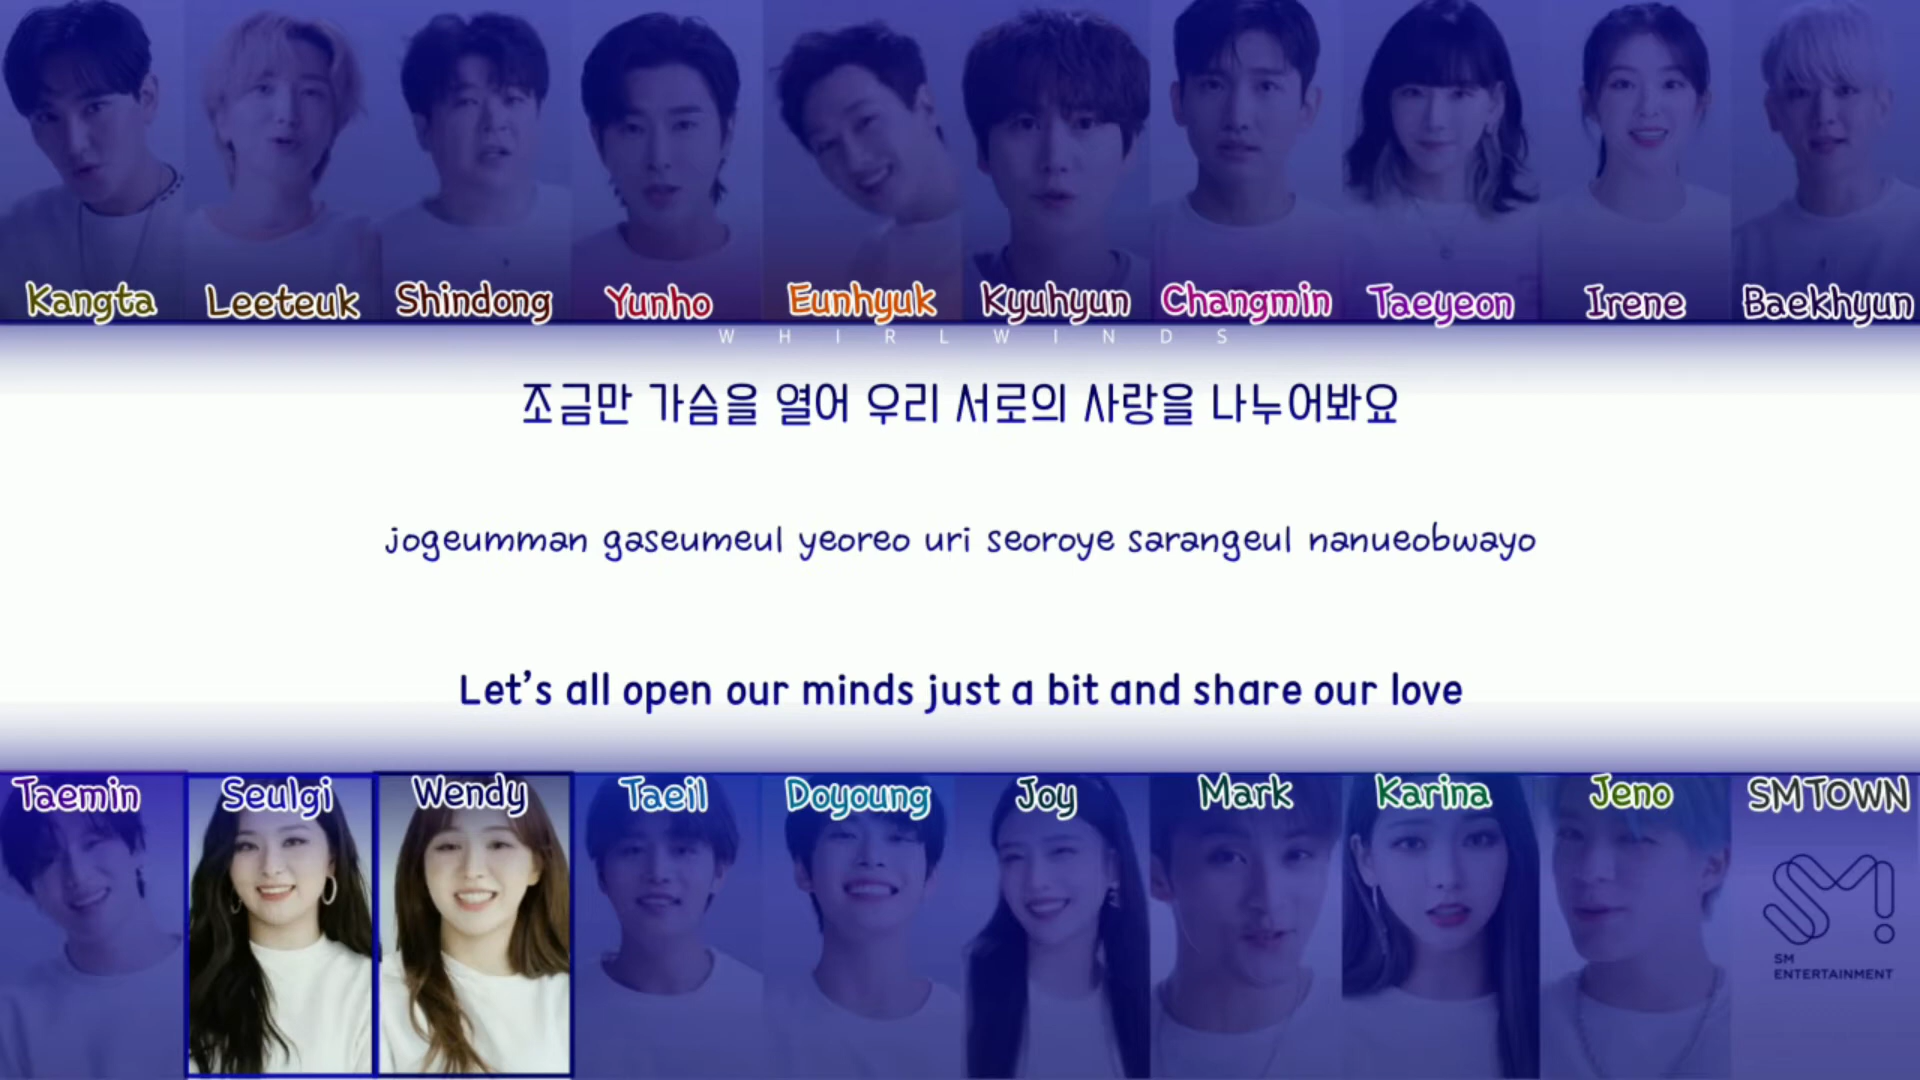 Kangta Leeteuk Shindong Yunho Eunhyuk Kyuhyun Changmin Taeyeon Irene Baekhyun
W H I R L W I N D S
조금만 가슴을 열어 우리 서로의 사랑을 나누어봐요
jogeumman gaseumeul yeoreo uri seoroye sarangeul nanueobwayo
Let's all open our minds just a bit and share our love
Taemin Seulgi Wendy Taeil Doyoung Joy Mark Karina Jeno SMTOWN
SM
ENTERTAINMENT